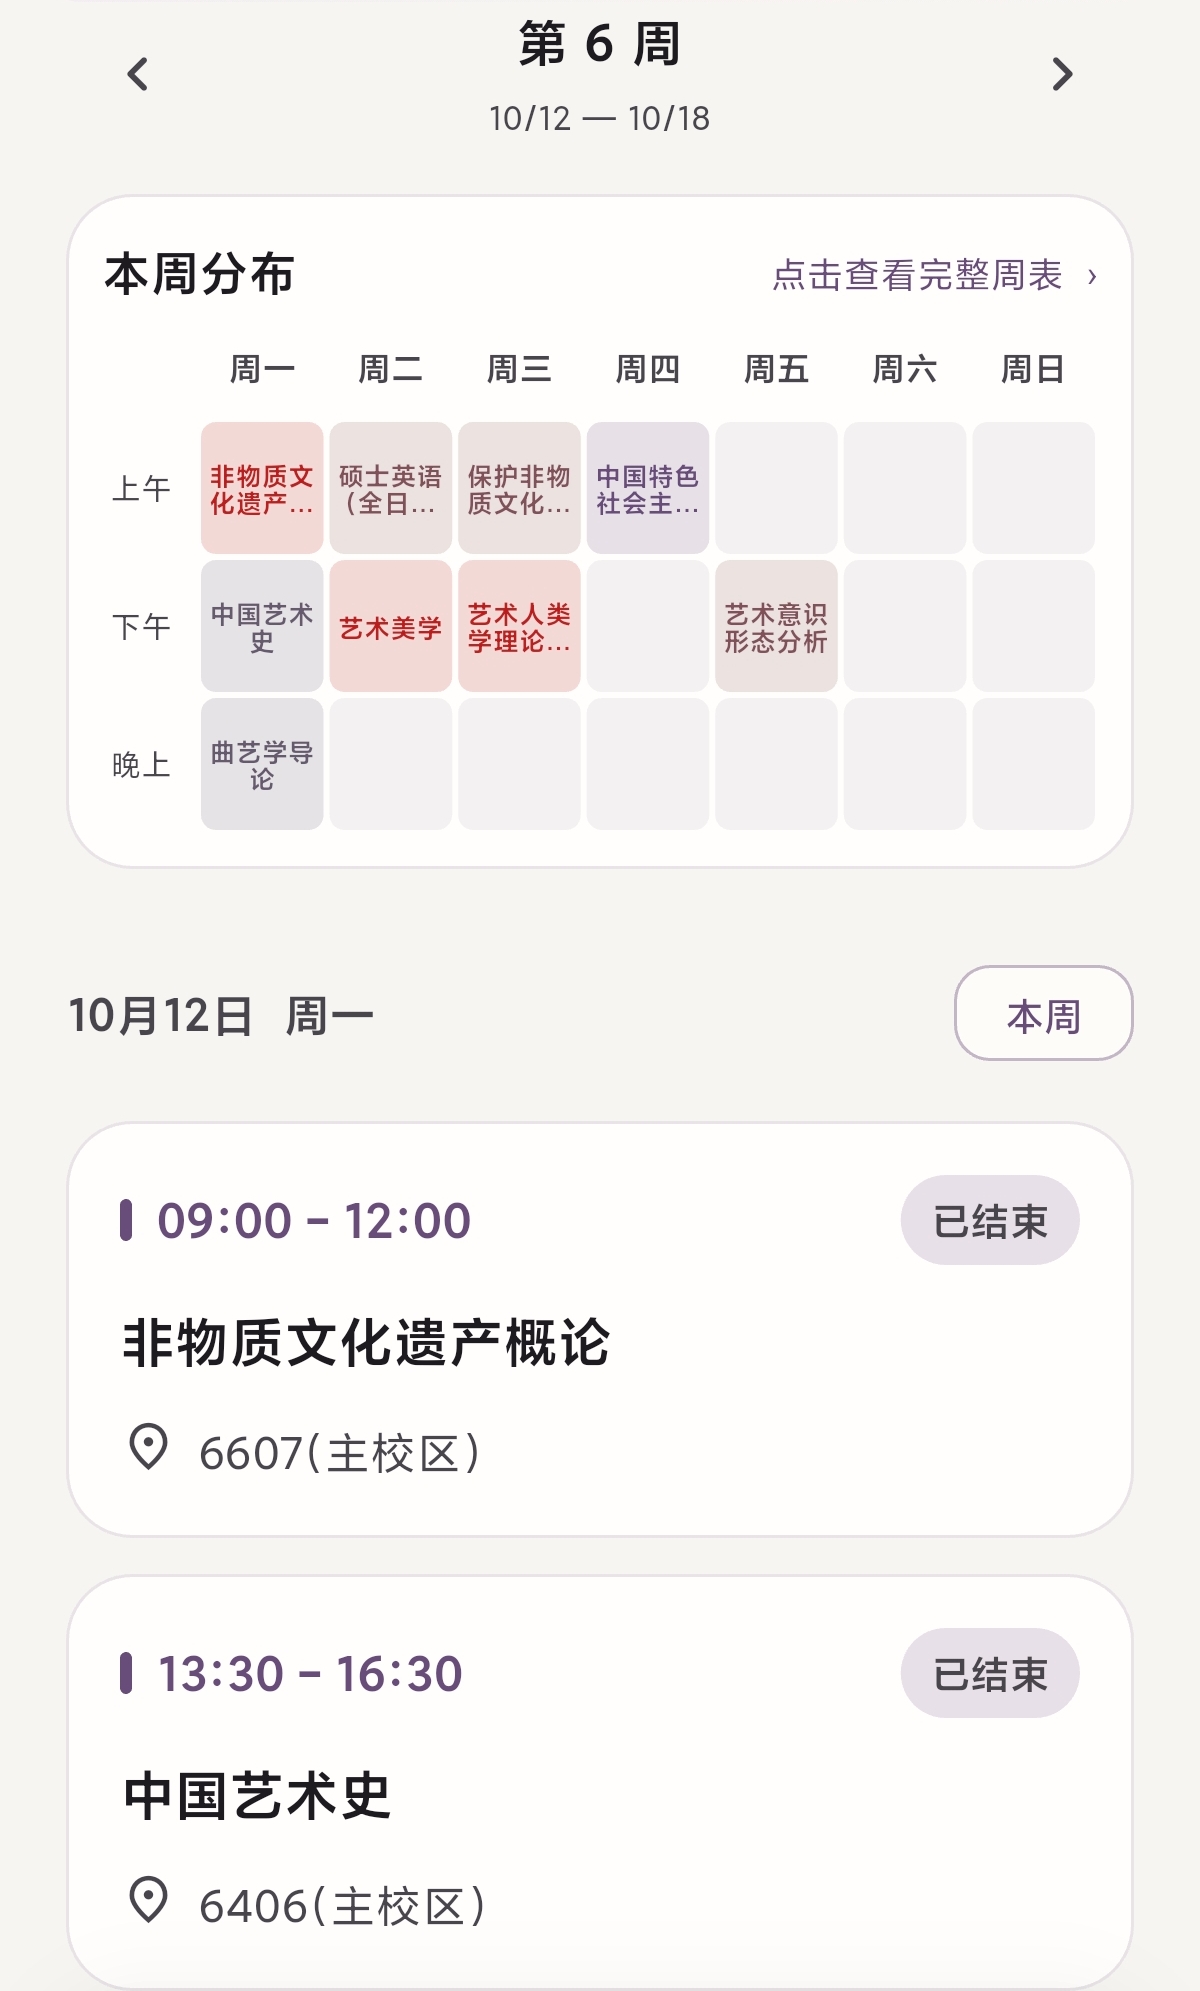 第 6 周
10/12 — 10/18
本周分布
点击查看完整周表 ›
周一 周二 周三 周四 周五 周六 周日
上午
非物质文
化遗产...
硕士英语
(全日...
保护非物
质文化...
中国特色
社会主...
下午
中国艺术
史
艺术美学
艺术人类
学理论...
艺术意识
形态分析
晚上
曲艺学导
论
10月12日 周一
本周
09:00 - 12:00
已结束
非物质文化遗产概论
6607(主校区)
13:30 - 16:30
已结束
中国艺术史
6406(主校区)